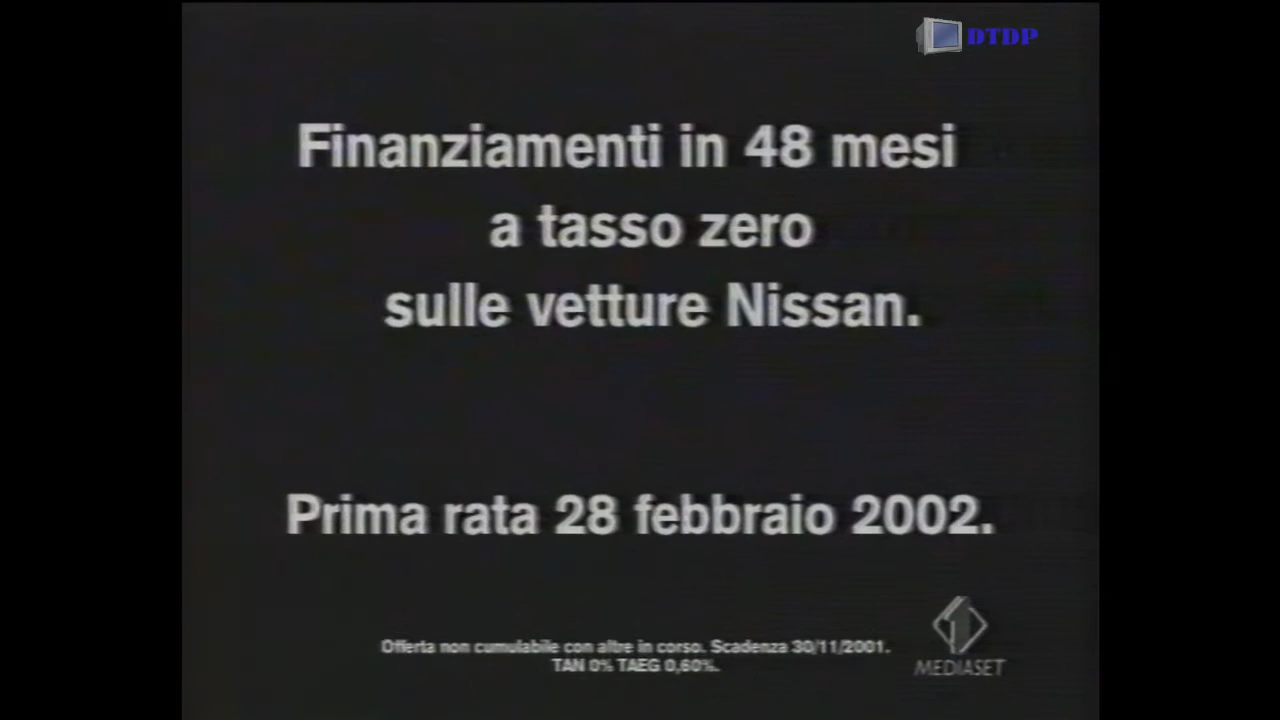 DTDP
Finanziamenti in 48 mesi
a tasso zero
sulle vetture Nissan.
Prima rata 28 febbraio 2002.
Offerta non cumulabile con altre in corso. Scadenza 30/11/2001.
TAN 0% TAEG 0,60%.
1
MEDIASET